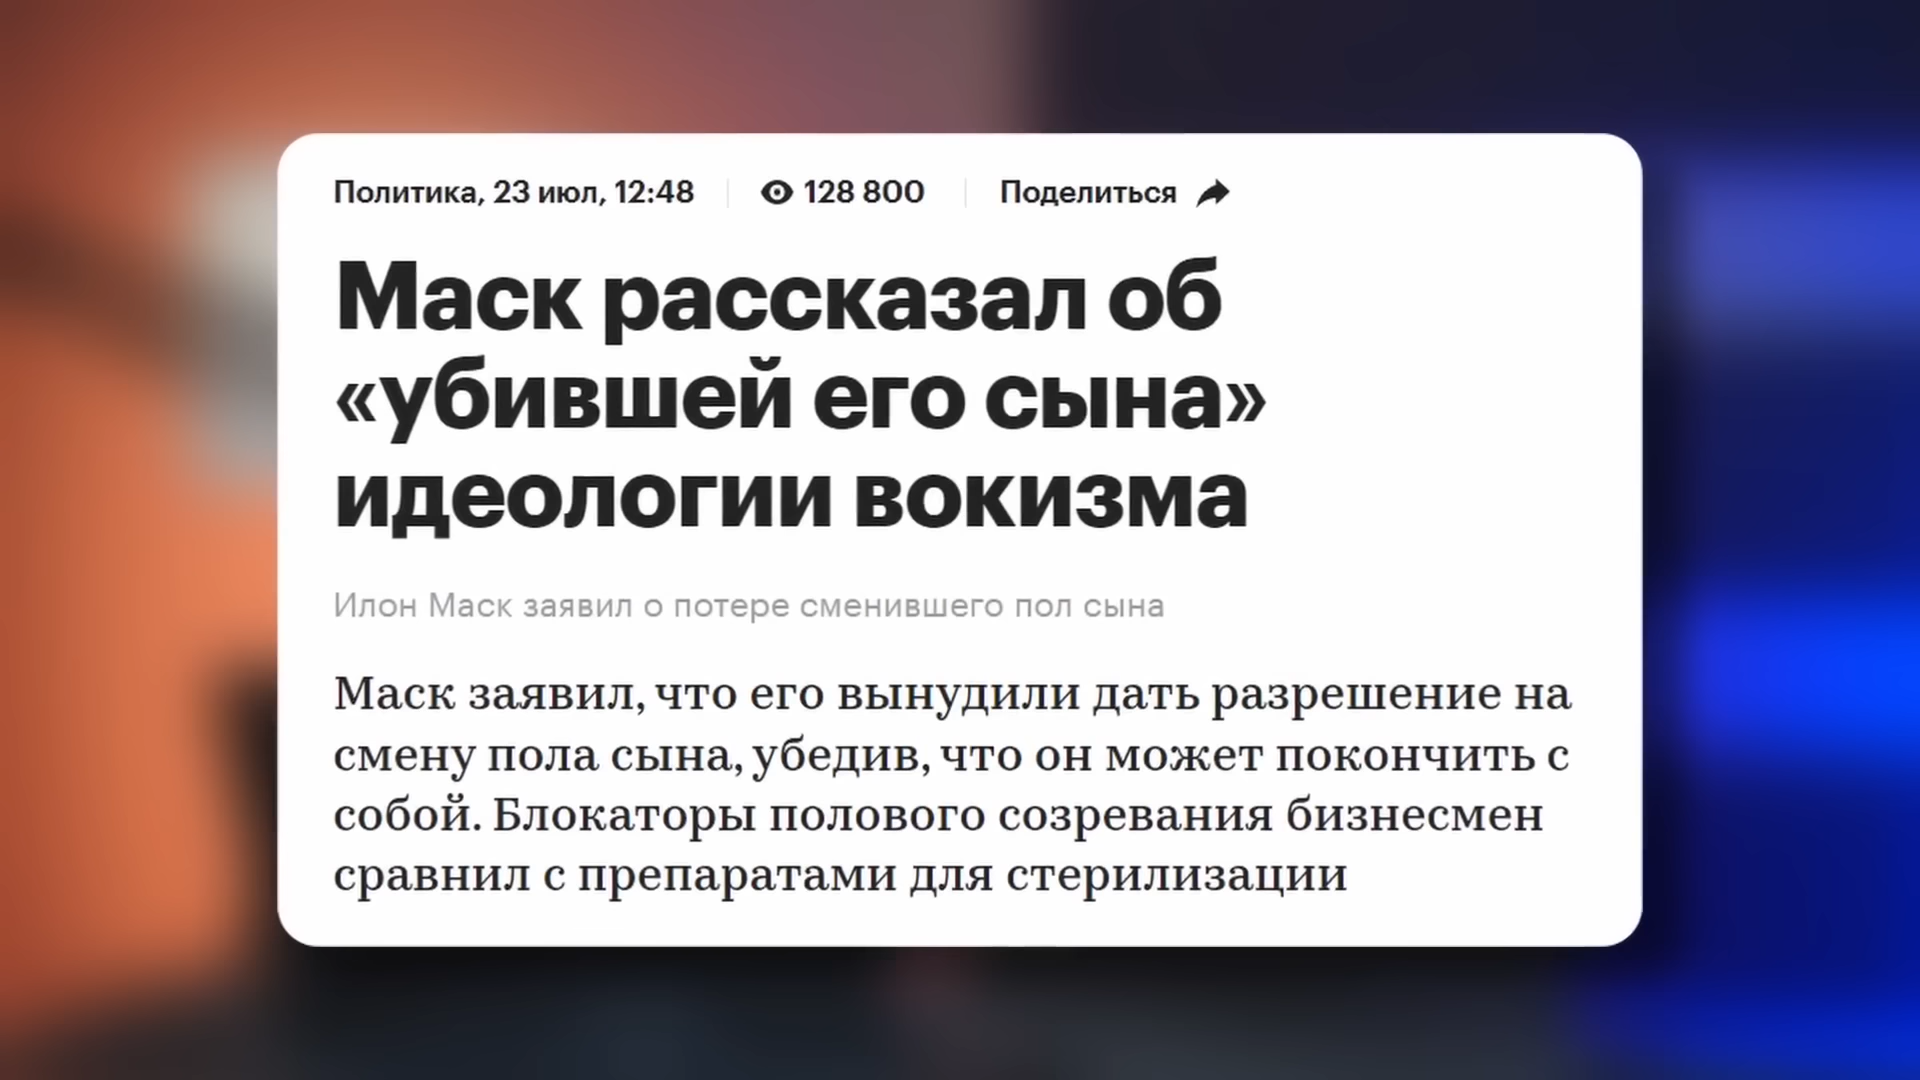 Политика, 23 июл, 12:48 128 800 Поделиться
Маск рассказал об
«убившей его сына»
идеологии вокизма
Илон Маск заявил о потере сменившего пол сына
Маск заявил, что его вынудили дать разрешение на
смену пола сына, убедив, что он может покончить с
собой. Блокаторы полового созревания бизнесмен
сравнил с препаратами для стерилизации